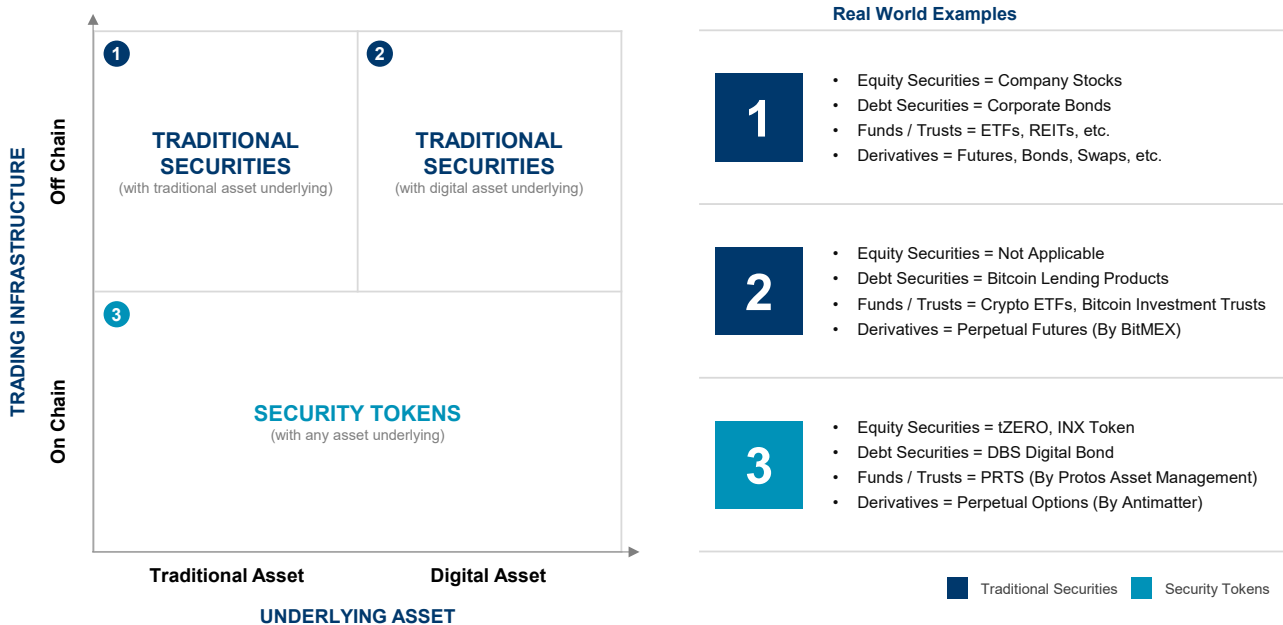 Real World Examples
1
2
TRADITIONAL
SECURITIES
(with traditional asset underlying)
TRADITIONAL
SECURITIES
(with digital asset underlying)
3
SECURITY TOKENS
(with any asset underlying)
TRADING INFRASTRUCTURE
Off Chain
On Chain
Traditional Asset
Digital Asset
UNDERLYING ASSET
1
• Equity Securities = Company Stocks
• Debt Securities = Corporate Bonds
• Funds / Trusts = ETFs, REITs, etc.
• Derivatives = Futures, Bonds, Swaps, etc.
2
• Equity Securities = Not Applicable
• Debt Securities = Bitcoin Lending Products
• Funds / Trusts = Crypto ETFs, Bitcoin Investment Trusts
• Derivatives = Perpetual Futures (By BitMEX)
3
• Equity Securities = tZERO, INX Token
• Debt Securities = DBS Digital Bond
• Funds / Trusts = PRTS (By Protos Asset Management)
• Derivatives = Perpetual Options (By Antimatter)
Traditional Securities
Security Tokens